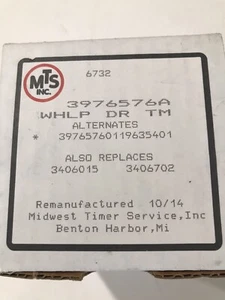 MTS
INC.
6732
3976576A
WHLP DR TM
ALTERNATES
* 39765760119635401
ALSO REPLACES
3406015 3406702
Remanufactured 10/14
Midwest Timer Service,Inc
Benton Harbor,Mi